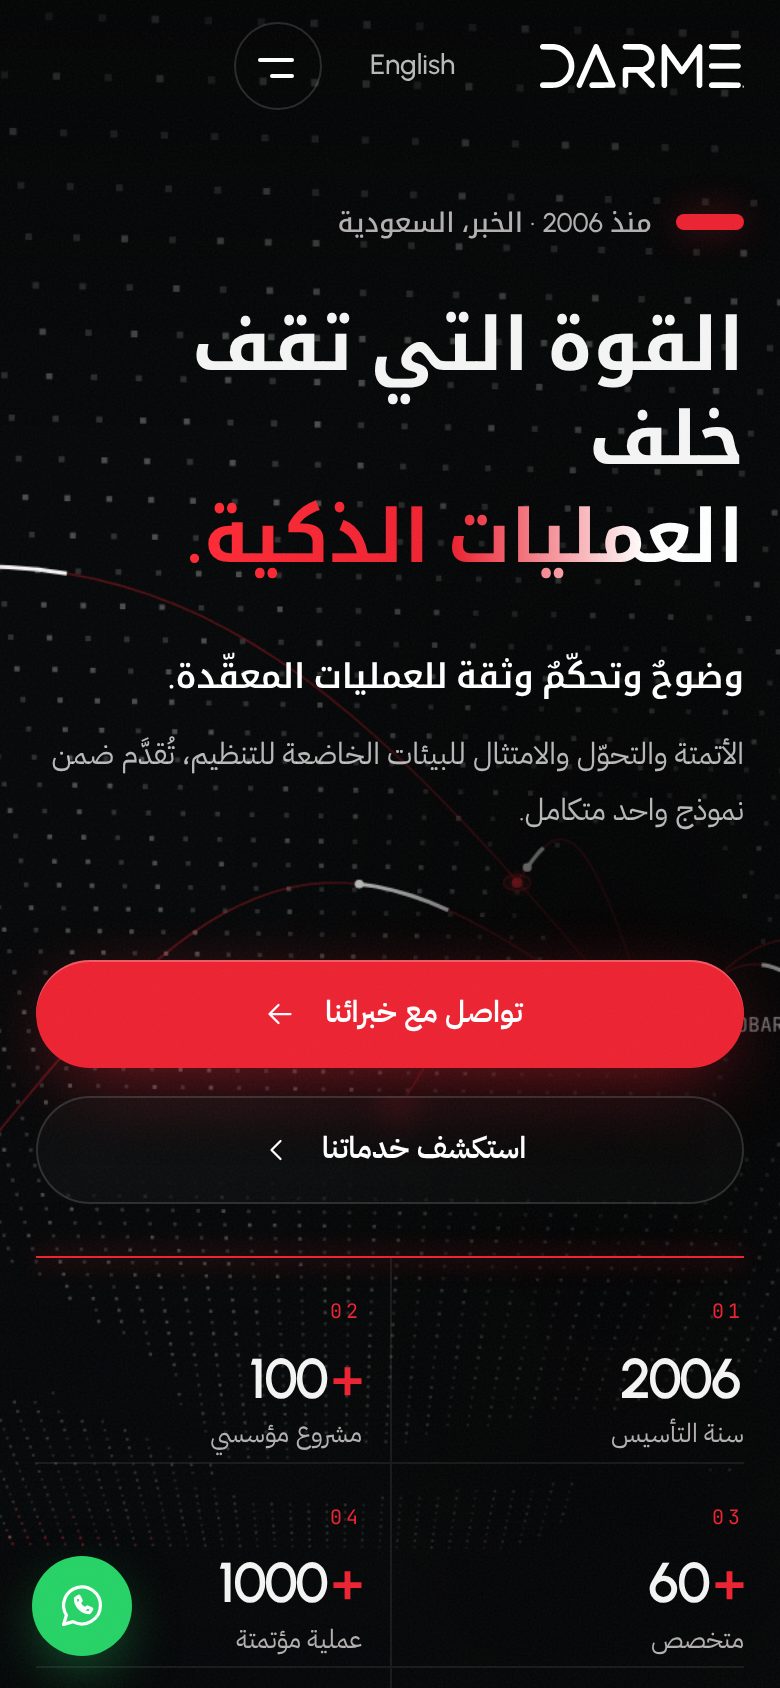 DARME
English
منذ 2006 · الخبر، السعودية
القوة التي تقف
خلف
العمليات الذكية.
وضوحٌ وتحكّمٌ وثقة للعمليات المعقّدة.
الأتمتة والتحوّل والامتثال للبيئات الخاضعة للتنظيم، تُقدَّم ضمن
نموذج واحد متكامل.
تواصل مع خبرائنا
استكشف خدماتنا
01
2006
سنة التأسيس
02
100+
مشروع مؤسسي
03
60+
متخصص
04
1000+
عملية مؤتمتة